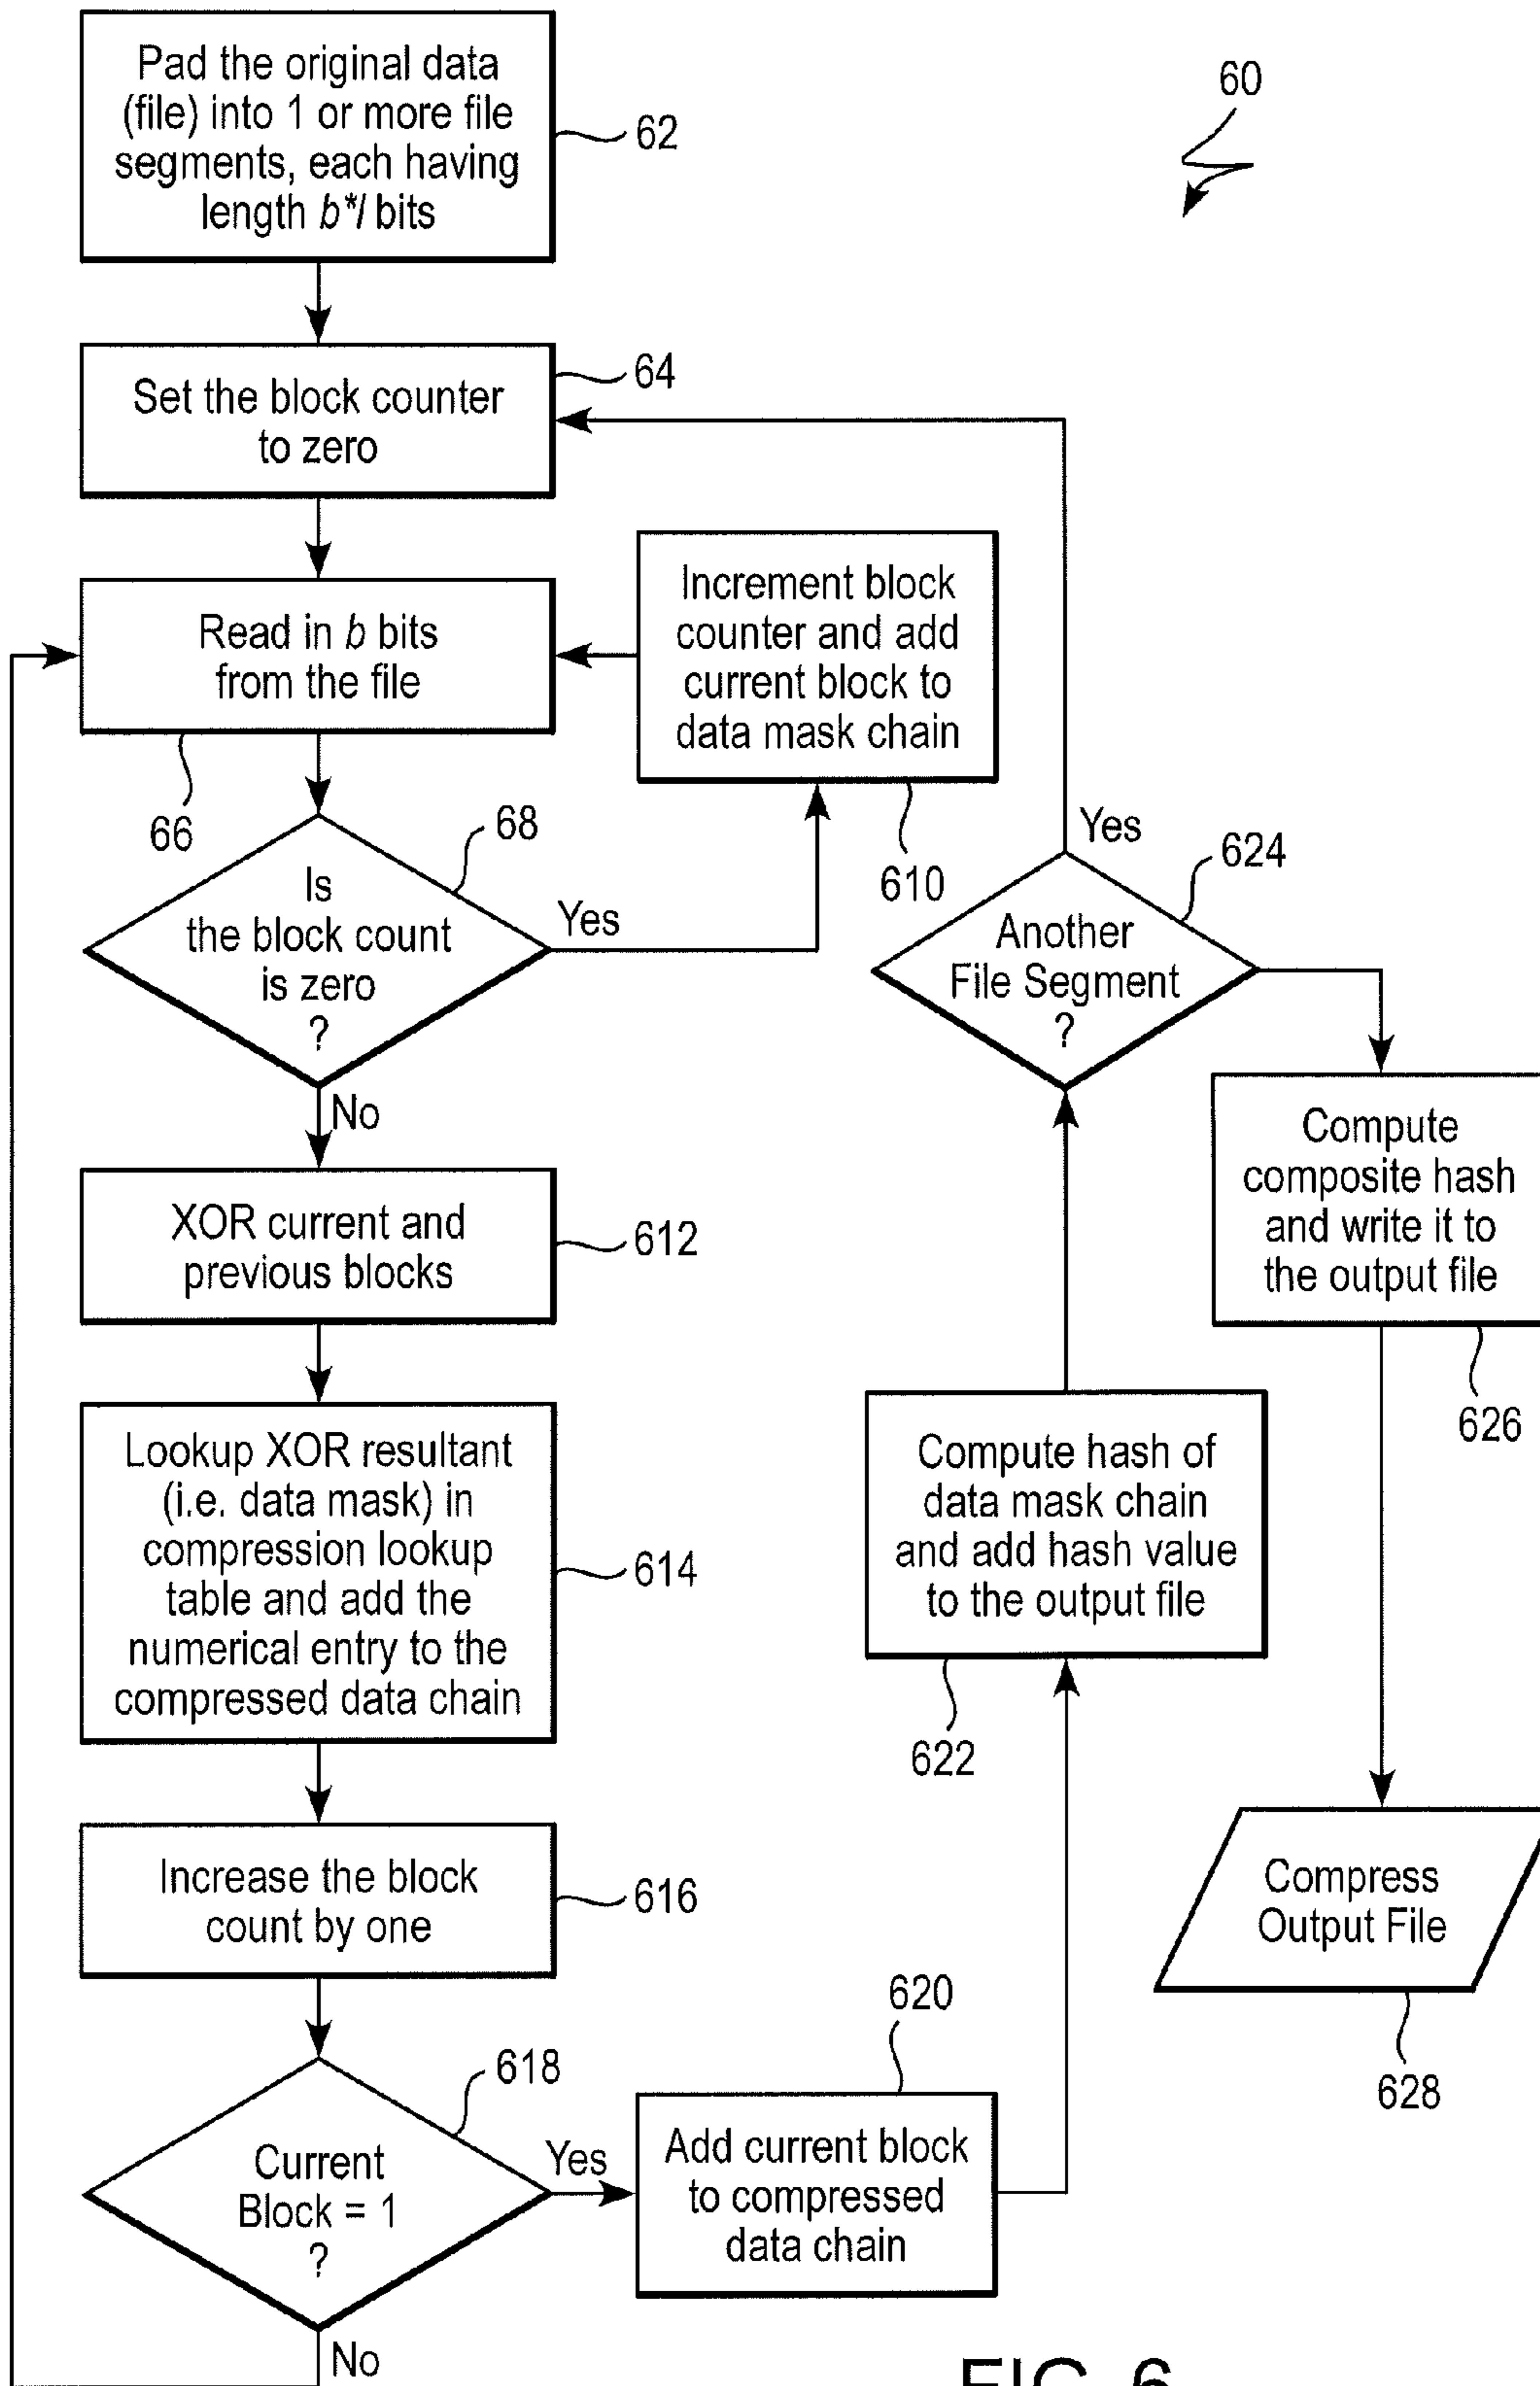 Pad the original data
(file) into 1 or more file
segments, each having
length b*l bits
62
60
Set the block counter
to zero
64
Read in b bits
from the file
66
Increment block
counter and add
current block to
data mask chain
610
Is
the block count
is zero
?
68
Yes
No
XOR current and
previous blocks
612
Lookup XOR resultant
(i.e. data mask) in
compression lookup
table and add the
numerical entry to the
compressed data chain
614
Increase the block
count by one
616
Current
Block = 1
?
618
Yes
No
Add current block
to compressed
data chain
620
Compute hash of
data mask chain
and add hash value
to the output file
622
Another
File Segment
?
624
Yes
Compute
composite hash
and write it to
the output file
626
Compress
Output File
628
FIG. 6